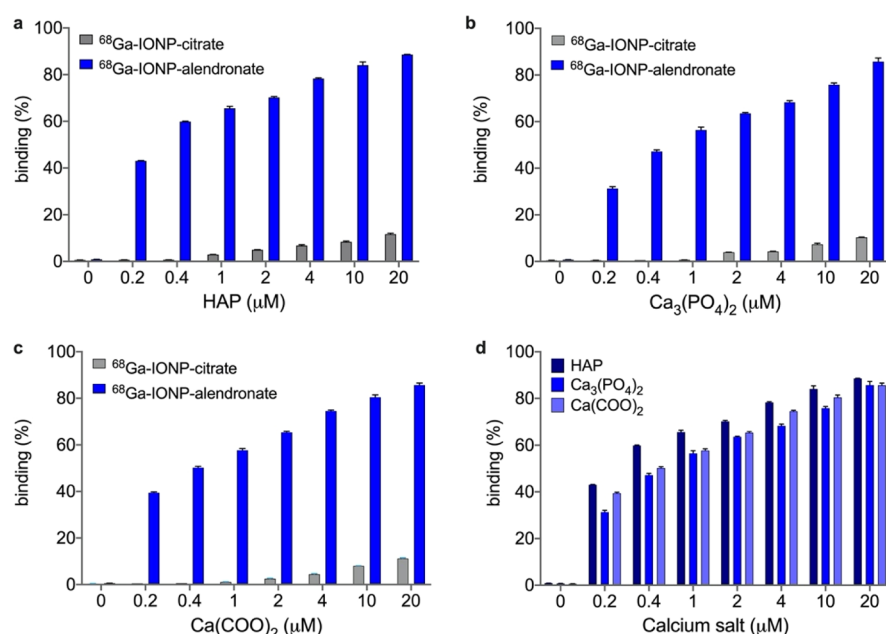 a
⁶⁸Ga-IONP-citrate
⁶⁸Ga-IONP-alendronate
binding (%)
100
80
60
40
20
0
0 0.2 0.4 1 2 4 10 20
HAP (μM)
b
⁶⁸Ga-IONP-citrate
⁶⁸Ga-IONP-alendronate
binding (%)
100
80
60
40
20
0
0 0.2 0.4 1 2 4 10 20
Ca₃(PO₄)₂ (μM)
c
⁶⁸Ga-IONP-citrate
⁶⁸Ga-IONP-alendronate
binding (%)
100
80
60
40
20
0
0 0.2 0.4 1 2 4 10 20
Ca(COO)₂ (μM)
d
HAP
Ca₃(PO₄)₂
Ca(COO)₂
binding (%)
100
80
60
40
20
0
0 0.2 0.4 1 2 4 10 20
Calcium salt (μM)